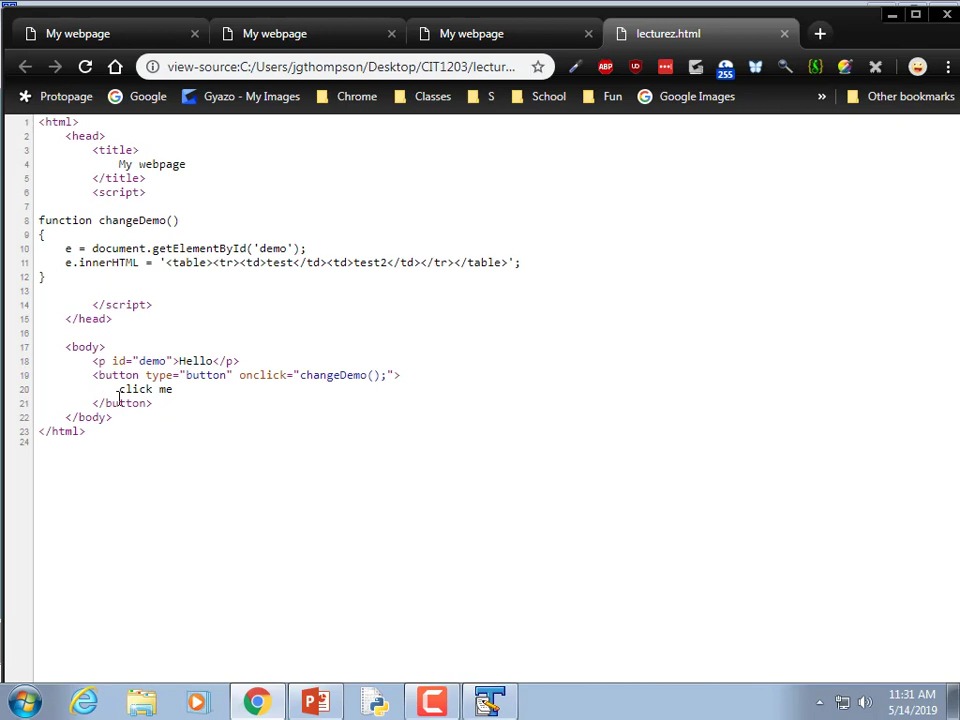 My webpage
My webpage
My webpage
lecturez.html
view-source:C:/Users/jgthompson/Desktop/CIT1203/lectur...
ABP
255
Protopage
Google
Gyazo - My Images
Chrome
Classes
S
School
Fun
Google Images
»
Other bookmarks
1 <html>
2 <head>
3 <title>
4 My webpage
5 </title>
6 <script>
7
8 function changeDemo()
9 {
10 e = document.getElementById('demo');
11 e.innerHTML = '<table><tr><td>test</td><td>test2</td></tr></table>';
12 }
13
14 </script>
15 </head>
16
17 <body>
18 <p id="demo">Hello</p>
19 <button type="button" onclick="changeDemo();">
20 click me
21 </button>
22 </body>
23 </html>
24
11:31 AM
5/14/2019